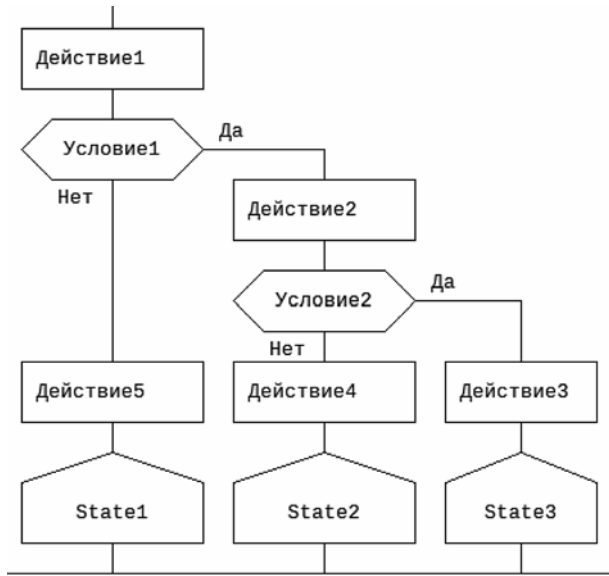 Действие1
Условие1
Да
Нет
Действие2
Условие2
Да
Нет
Действие5
Действие4
Действие3
State1
State2
State3